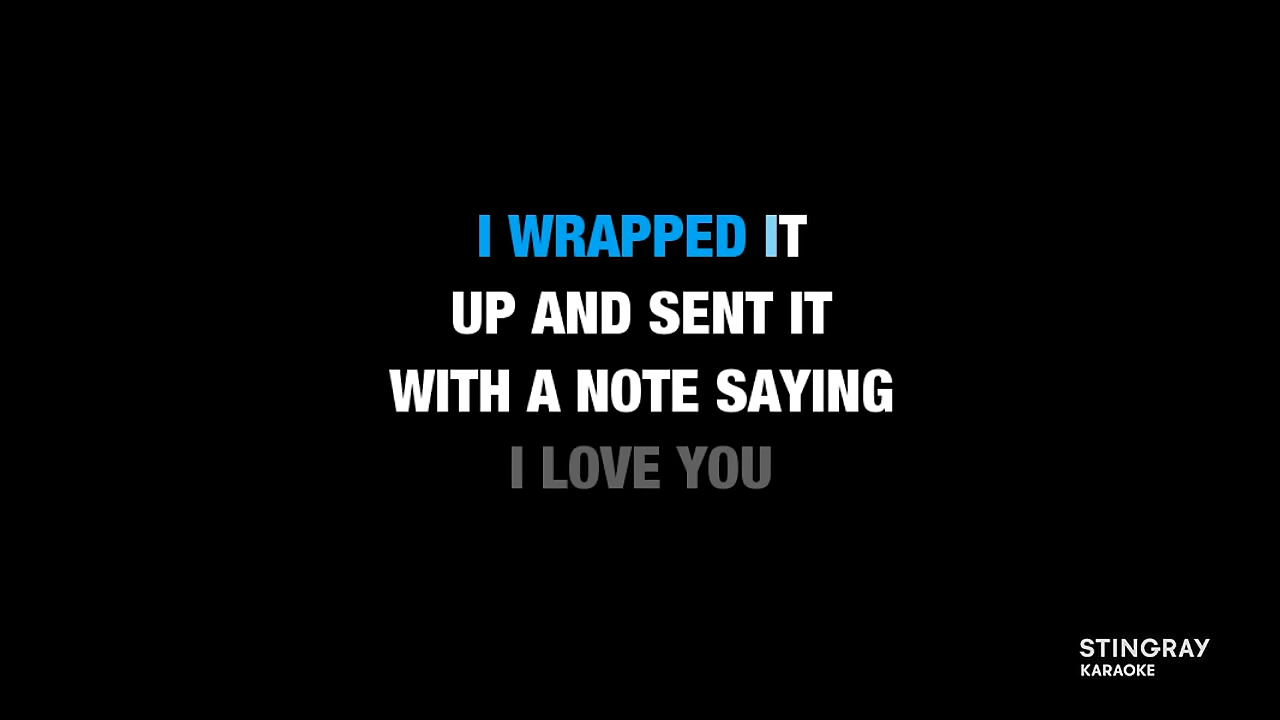 I WRAPPED IT
UP AND SENT IT
WITH A NOTE SAYING
I LOVE YOU
STINGRAY
KARAOKE